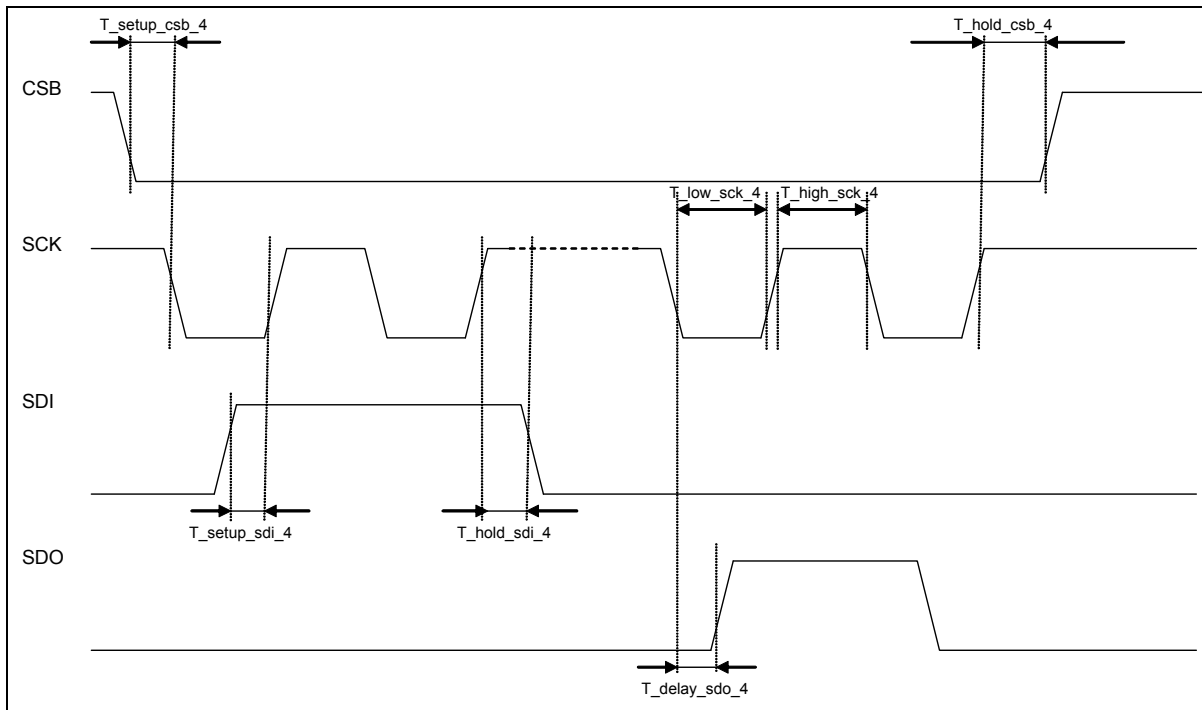 T_setup_csb_4
T_hold_csb_4
CSB
T_low_sck_4
T_high_sck_4
SCK
SDI
T_setup_sdi_4
T_hold_sdi_4
SDO
T_delay_sdo_4